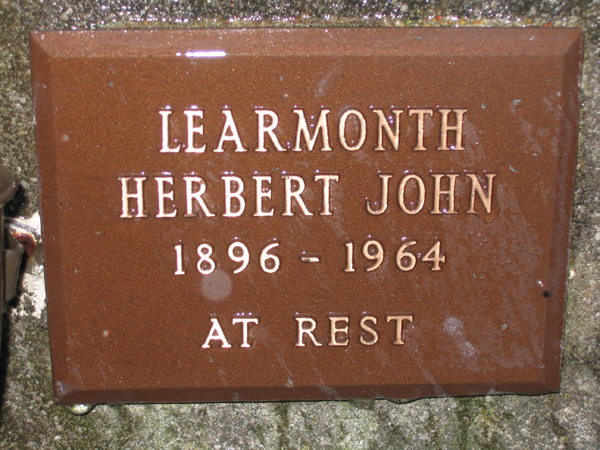 LEARMONTH
HERBERT JOHN
1896 - 1964
AT REST